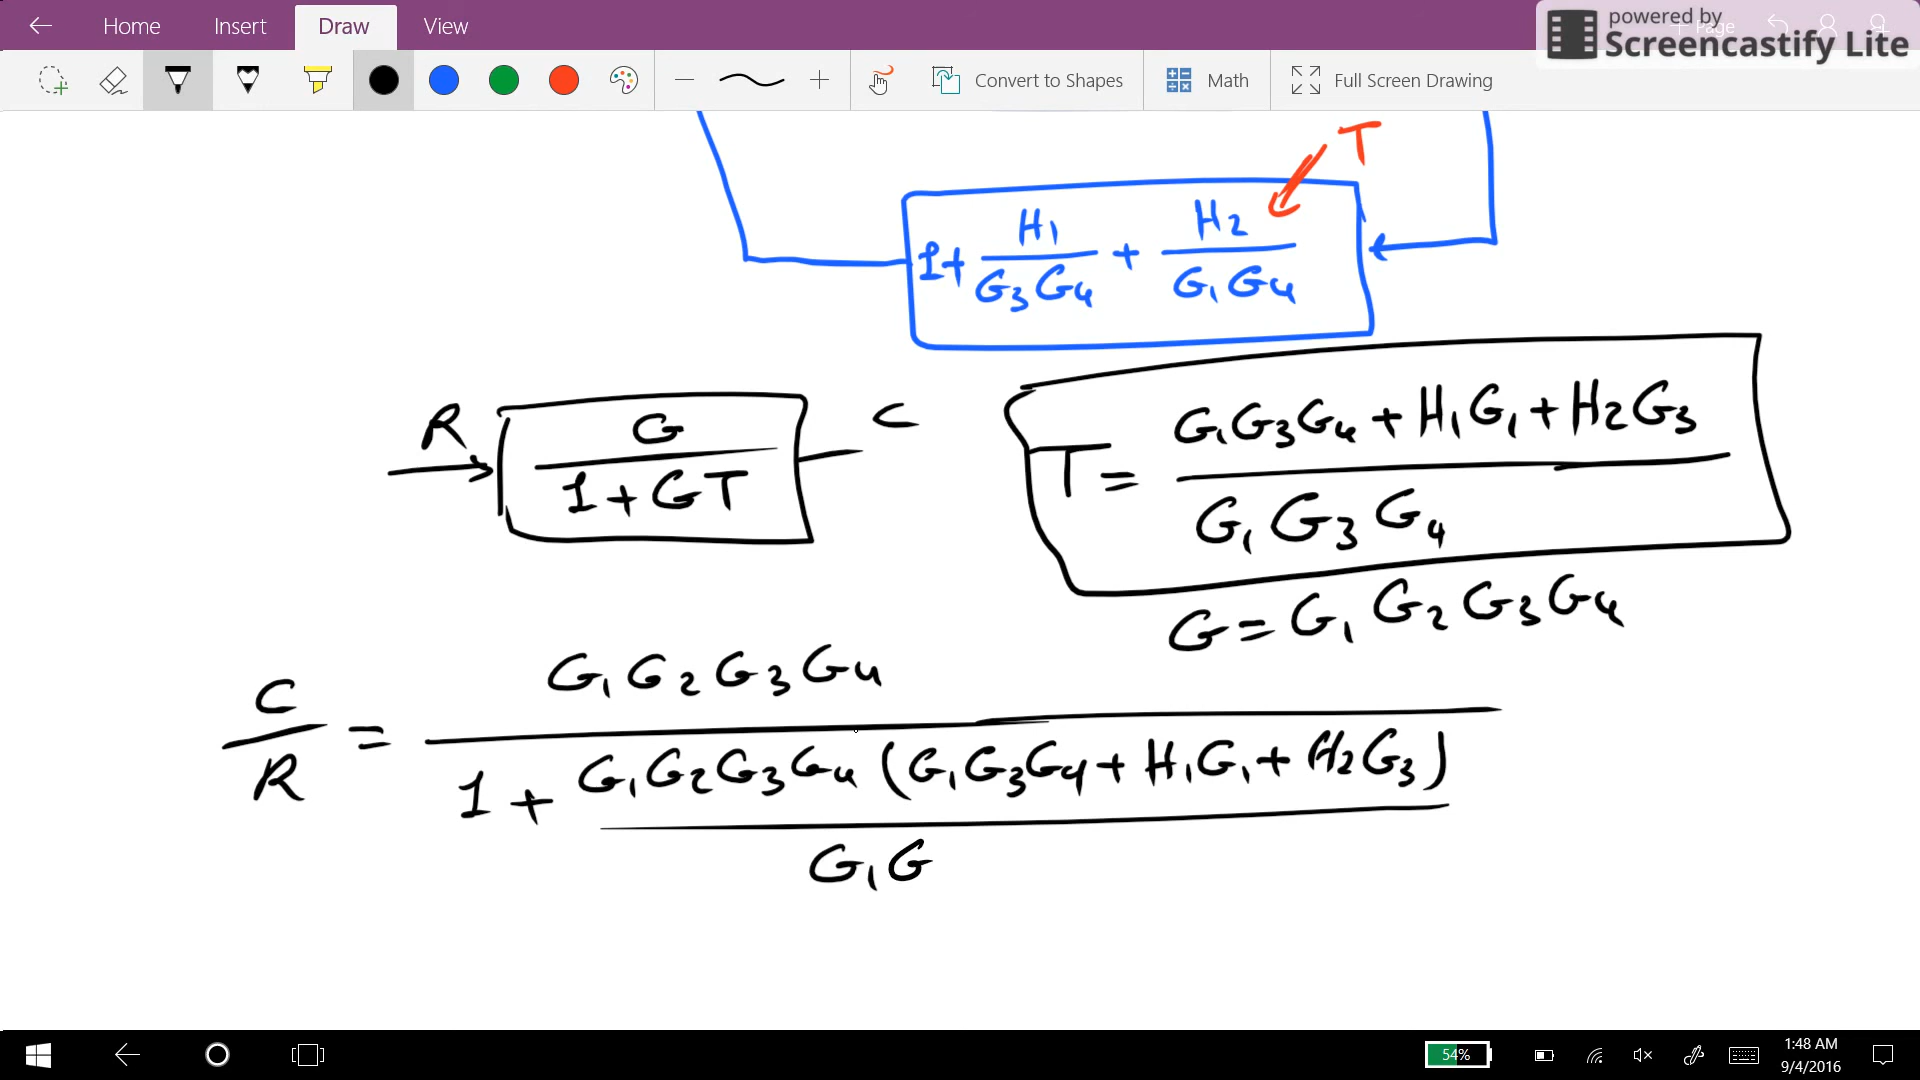 Home Insert Draw View
powered by
Screencastify Lite
Page
Convert to Shapes Math Full Screen Drawing
T
1+ H1/G3G4 + H2/G1G4
R G/1+GT C
T = G1G3G4+H1G1+H2G3/G1G3G4
G=G1G2G3G4
C/R = G1G2G3G4/1+ G1G2G3G4(G1G3G4+H1G1+H2G3)/G1G
54%
1:48 AM
9/4/2016